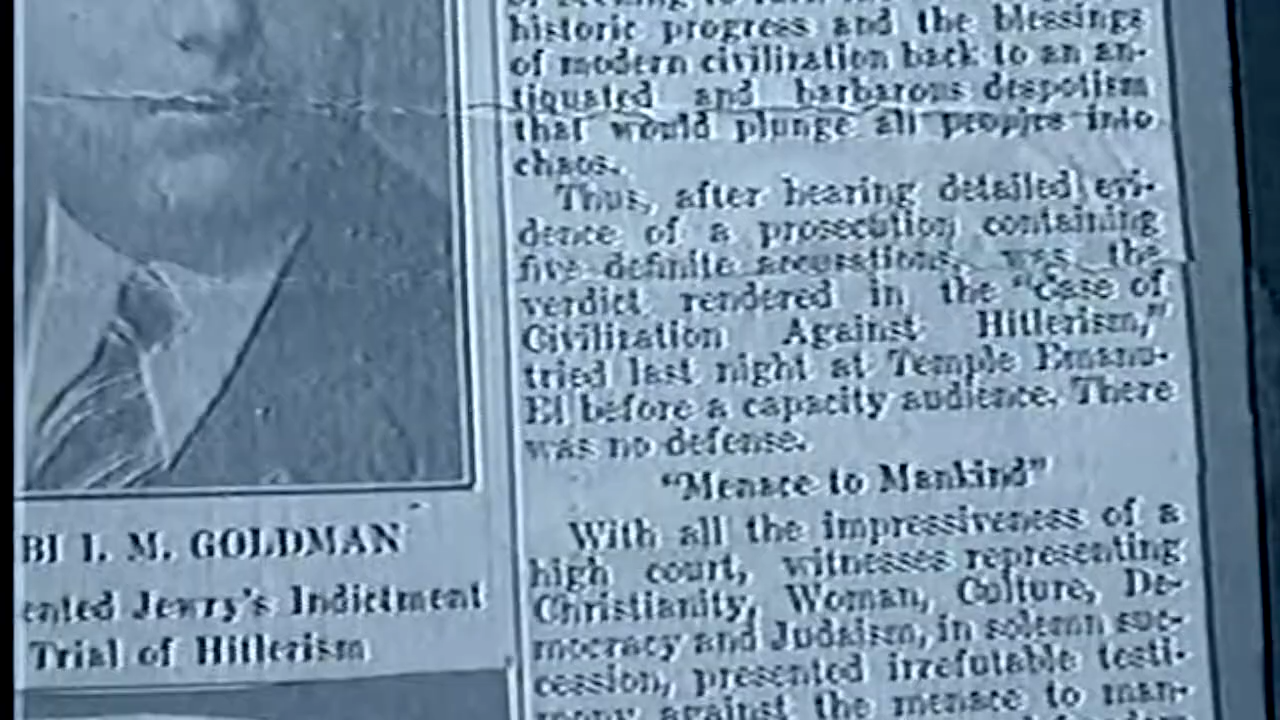 historic progress and the blessings
of modern civilization back to an an-
tiquated and barbarous despotism
that would plunge all peoples into
chaos.
Thus, after hearing detailed evi-
dence of a prosecution containing
five definite accusations, was the
verdict rendered in the "Case of
Civilization Against Hitlerism,"
tried last night at Temple Emanu-
El before a capacity audience. There
was no defense.
"Menace to Mankind"
With all the impressiveness of a
high court, witnesses representing
Christianity, Woman, Culture, De-
mocracy and Judaism, in solemn suc-
cession, presented irrefutable testi-
mony against the menace to man-
BI I. M. GOLDMAN
ented Jewry's Indictment
Trial of Hitlerism